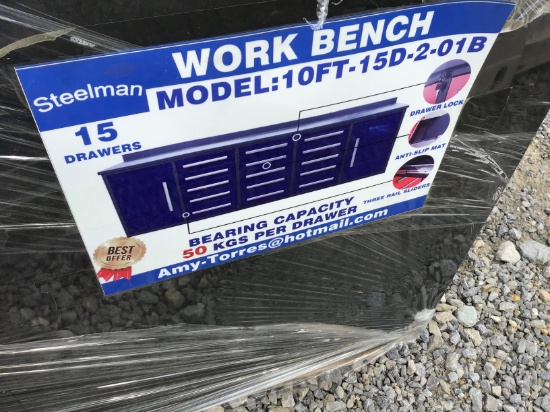 Steelman
WORK BENCH
MODEL:10FT-15D-2-01B
15
DRAWERS
DRAWER LOCK
ANTI-SLIP MAT
THREE RAIL SLIDERS
BEARING CAPACITY
50 KGS PER DRAWER
BEST
OFFER
Amy-Torres@hotmail.com